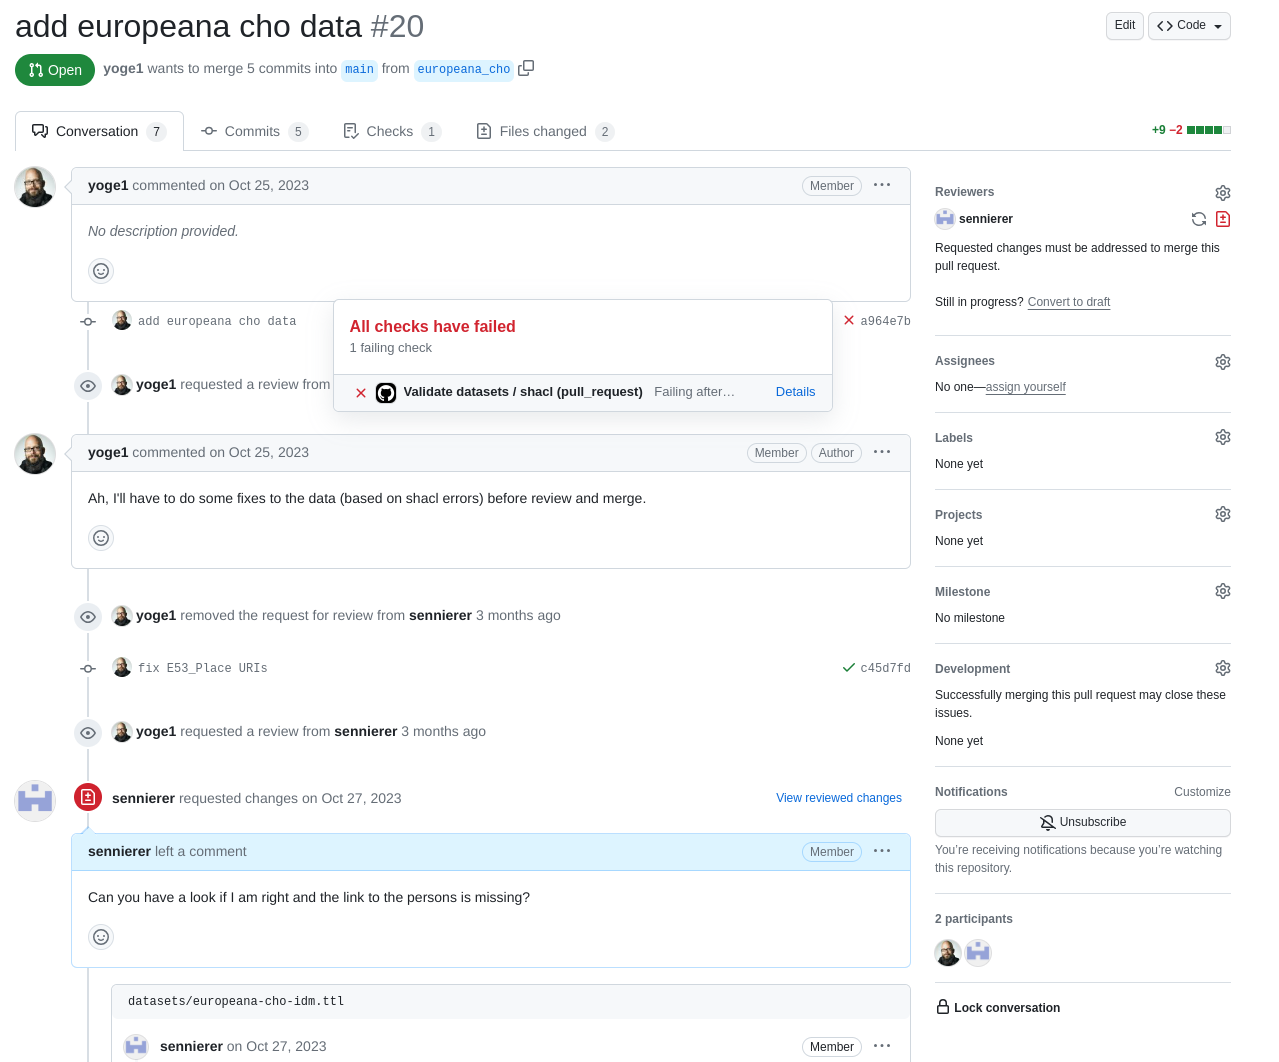 add europeana cho data #20
Edit
Code
Open
yoge1 wants to merge 5 commits into main from europeana_cho
Conversation 7
Commits 5
Checks 1
Files changed 2
+9 −2
yoge1 commented on Oct 25, 2023
Member
No description provided.
add europeana cho data
a964e7b
All checks have failed
1 failing check
Validate datasets / shacl (pull_request) Failing after…
Details
yoge1 requested a review from
yoge1 commented on Oct 25, 2023
Member
Author
Ah, I'll have to do some fixes to the data (based on shacl errors) before review and merge.
yoge1 removed the request for review from sennierer 3 months ago
fix E53_Place URIs
c45d7fd
yoge1 requested a review from sennierer 3 months ago
sennierer requested changes on Oct 27, 2023
View reviewed changes
sennierer left a comment
Member
Can you have a look if I am right and the link to the persons is missing?
datasets/europeana-cho-idm.ttl
sennierer on Oct 27, 2023
Member
Reviewers
sennierer
Requested changes must be addressed to merge this
pull request.
Still in progress? Convert to draft
Assignees
No one—assign yourself
Labels
None yet
Projects
None yet
Milestone
No milestone
Development
Successfully merging this pull request may close these
issues.
None yet
Notifications
Customize
Unsubscribe
You’re receiving notifications because you’re watching
this repository.
2 participants
Lock conversation